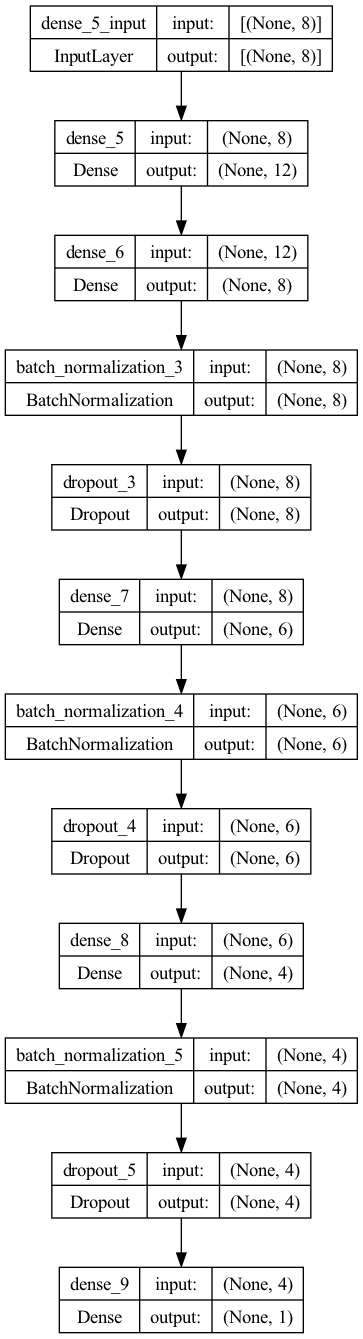 dense_5_input input: [(None, 8)]
InputLayer output: [(None, 8)]
dense_5 input: (None, 8)
Dense output: (None, 12)
dense_6 input: (None, 12)
Dense output: (None, 8)
batch_normalization_3 input: (None, 8)
BatchNormalization output: (None, 8)
dropout_3 input: (None, 8)
Dropout output: (None, 8)
dense_7 input: (None, 8)
Dense output: (None, 6)
batch_normalization_4 input: (None, 6)
BatchNormalization output: (None, 6)
dropout_4 input: (None, 6)
Dropout output: (None, 6)
dense_8 input: (None, 6)
Dense output: (None, 4)
batch_normalization_5 input: (None, 4)
BatchNormalization output: (None, 4)
dropout_5 input: (None, 4)
Dropout output: (None, 4)
dense_9 input: (None, 4)
Dense output: (None, 1)